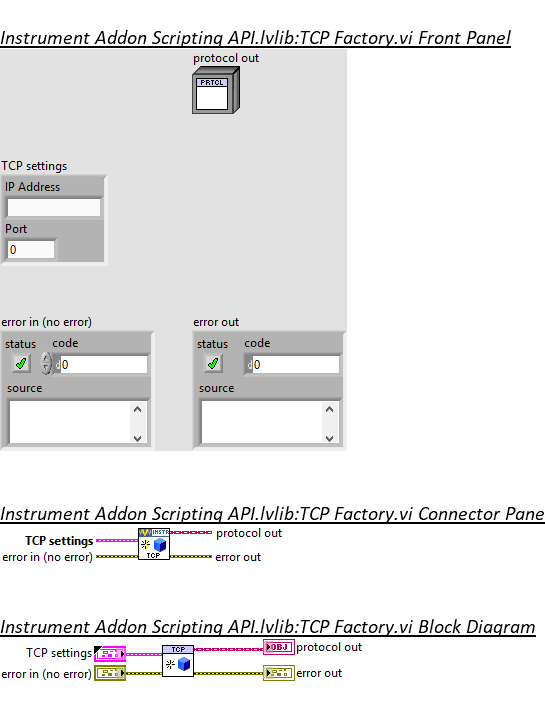 Instrument Addon Scripting API.lvlib:TCP Factory.vi Front Panel
protocol out
PRTCL
TCP settings
IP Address
Port
0
error in (no error)
error out
status code
status code
d0
d0
source
source
Instrument Addon Scripting API.lvlib:TCP Factory.vi Connector Pane
INSTR
protocol out
TCP settings
error in (no error)
TCP
error out
Instrument Addon Scripting API.lvlib:TCP Factory.vi Block Diagram
TCP
TCP settings
OBJ
protocol out
error in (no error)
error out